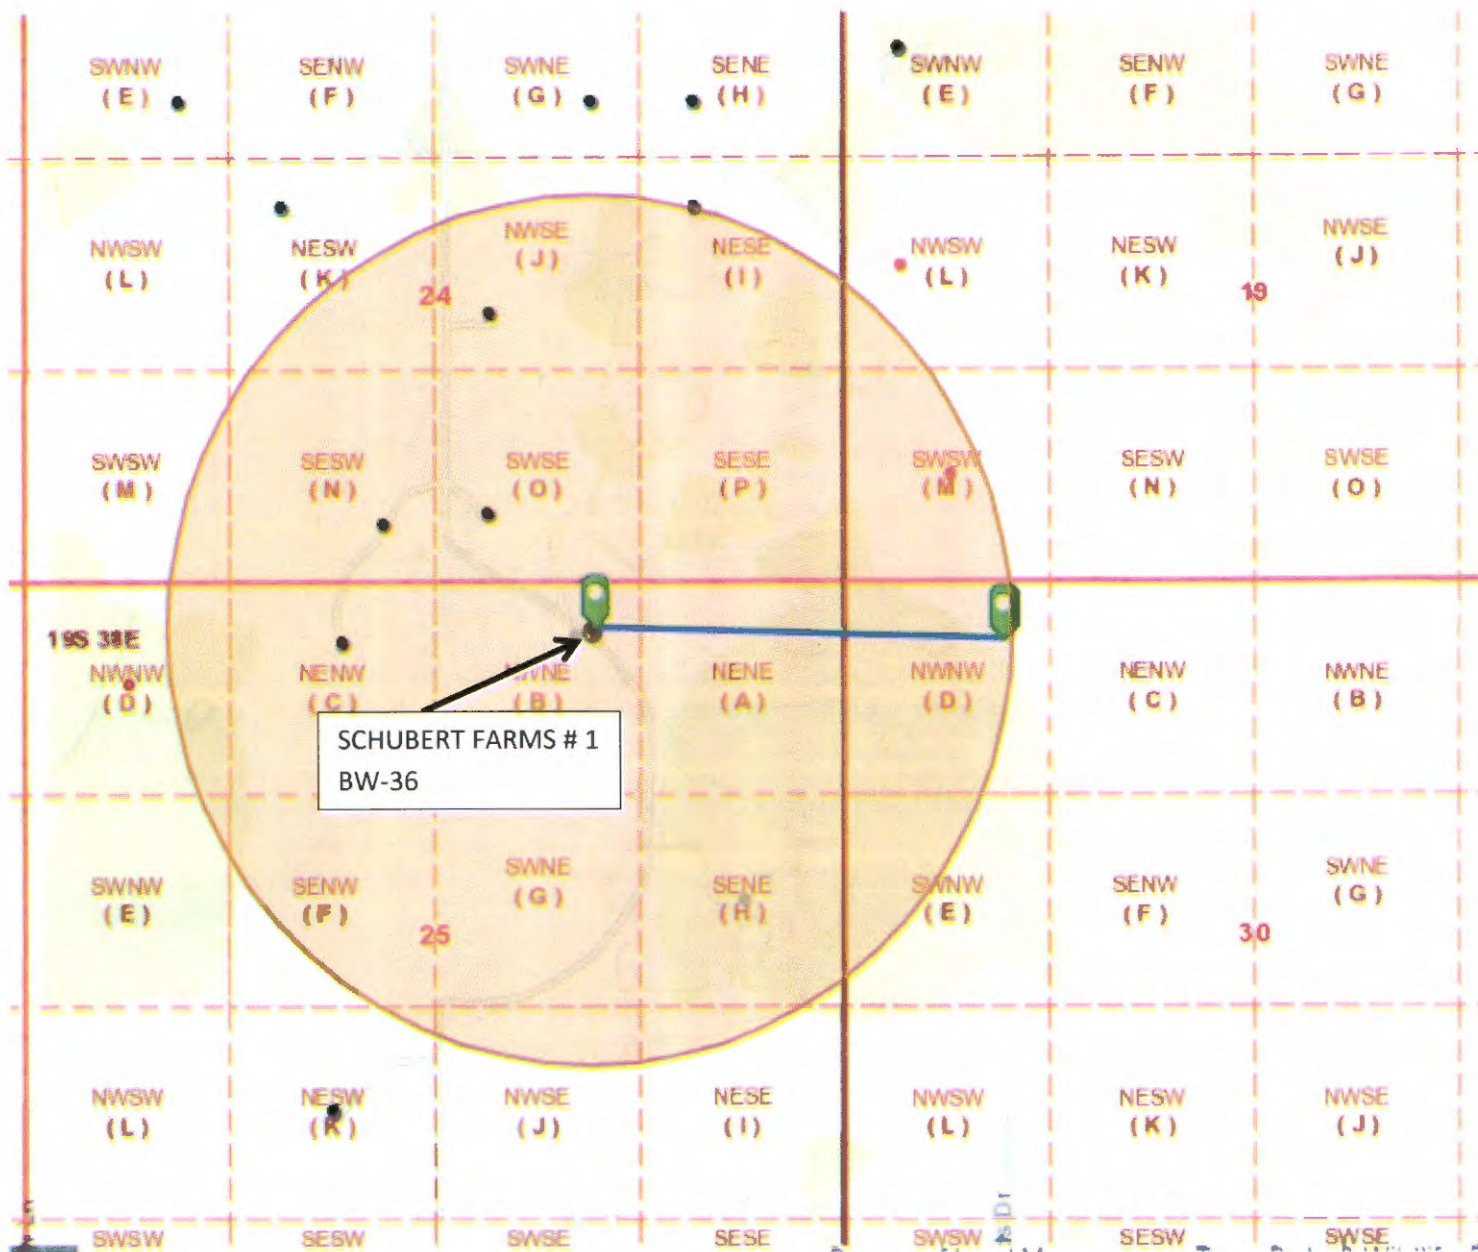 SWNW SENW SWNE SENE SWNW SENW SWNE
(E) (F) (G) (H) (E) (F) (G)
NWSW NESW NWSE NESE NWSW NESW NWSE
(L) (K) (J) (I) (L) (K) (J)
24 19
SWSW SESW SWSE SESE SWSW SESW SWSE
(M) (N) (O) (P) (M) (N) (O)
19S 38E
NWNW NENW NWNE NENE NWNW NENW NWNE
(D) (C) (B) (A) (D) (C) (B)
SCHUBERT FARMS # 1
BW-36
SWNW SENW SWNE SENE SWNW SENW SWNE
(E) (F) (G) (H) (E) (F) (G)
25 30
NWSW NESW NWSE NESE NWSW NESW NWSE
(L) (K) (J) (I) (L) (K) (J)
SWSW SESW SWSE SESE SWSW SESW SWSE